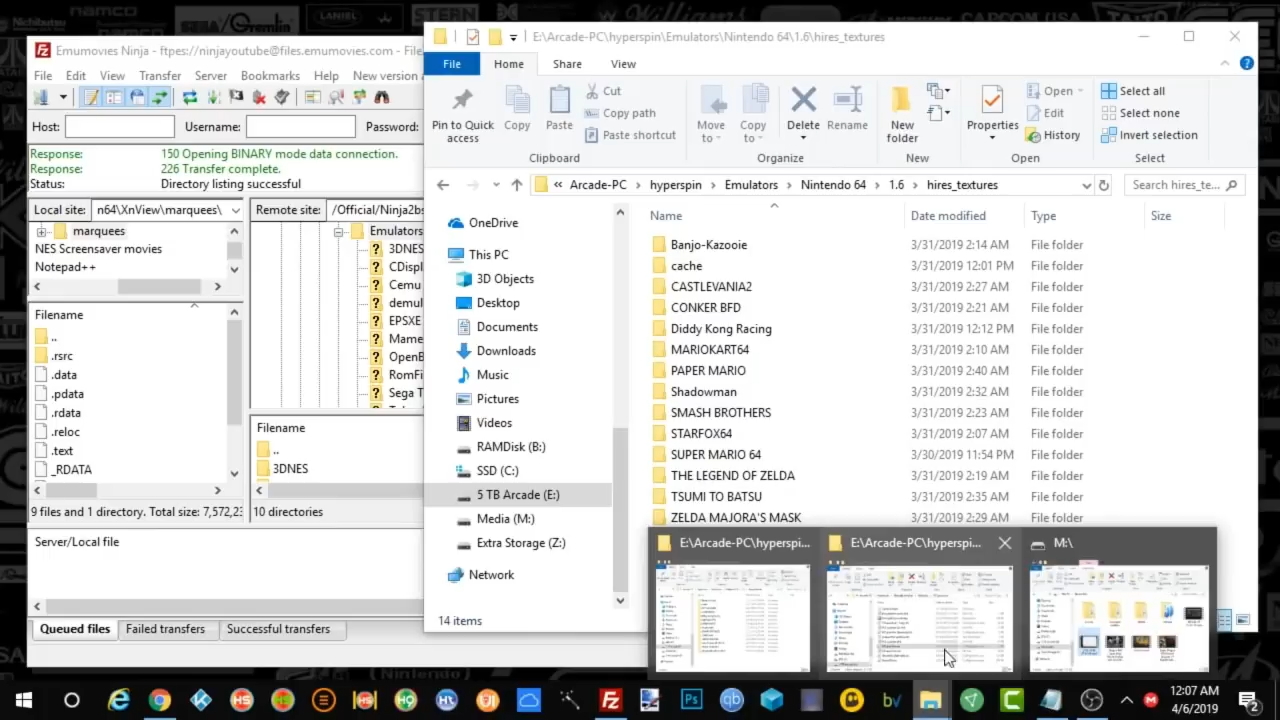 Emumovies Ninja - ftpes://ninjayoutube@files.emumovies.com - File
File Edit View Transfer Server Bookmarks Help New version a
Host: Username: Password:
Response: 150 Opening BINARY mode data connection.
Response: 226 Transfer complete.
Status: Directory listing successful
Local site: n64\XnView\marquees\
Remote site: /Official/Ninja2bs
marquees
NES Screensaver movies
Notepad++
Emulators
3DNES
CDispl
Cemu
demul
EPSXE
Mame
OpenB
RomFi
Sega T
Filename
..
.rsrc
.data
.pdata
.rdata
.reloc
.text
_RDATA
Filename
..
3DNES
9 files and 1 directory. Total size: 7,572,23
10 directories
Server/Local file
Failed trans
Successful transfers
E:\Arcade-PC\hyperspin\Emulators\Nintendo 64\1.6\hires_textures
File Home Share View
Pin to Quick access
Copy
Paste
Cut
Copy path
Paste shortcut
Clipboard
Move to
Copy to
Delete
Rename
Organize
New folder
New
Properties
Open
Edit
History
Open
Select all
Select none
Invert selection
Select
« Arcade-PC > hyperspin > Emulators > Nintendo 64 > 1.6 > hires_textures
Search hires_te...
OneDrive
This PC
3D Objects
Desktop
Documents
Downloads
Music
Pictures
Videos
RAMDisk (B:)
SSD (C:)
5 TB Arcade (E:)
Media (M:)
Extra Storage (Z:)
Network
Name Date modified Type Size
Banjo-Kazooie 3/31/2019 2:14 AM File folder
cache 3/31/2019 12:01 PM File folder
CASTLEVANIA2 3/31/2019 2:27 AM File folder
CONKER BFD 3/31/2019 2:21 AM File folder
Diddy Kong Racing 3/31/2019 12:12 PM File folder
MARIOKART64 3/31/2019 2:10 AM File folder
PAPER MARIO 3/31/2019 2:40 AM File folder
Shadowman 3/31/2019 2:32 AM File folder
SMASH BROTHERS 3/31/2019 2:23 AM File folder
STARFOX64 3/31/2019 2:07 AM File folder
SUPER MARIO 64 3/30/2019 11:54 PM File folder
THE LEGEND OF ZELDA 3/31/2019 2:19 AM File folder
TSUMI TO BATSU 3/31/2019 2:35 AM File folder
ZELDA MAJORA'S MASK 3/31/2019 2:29 AM File folder
14 items
E:\Arcade-PC\hyperspi...
E:\Arcade-PC\hyperspi...
M:\
12:07 AM
4/6/2019
2